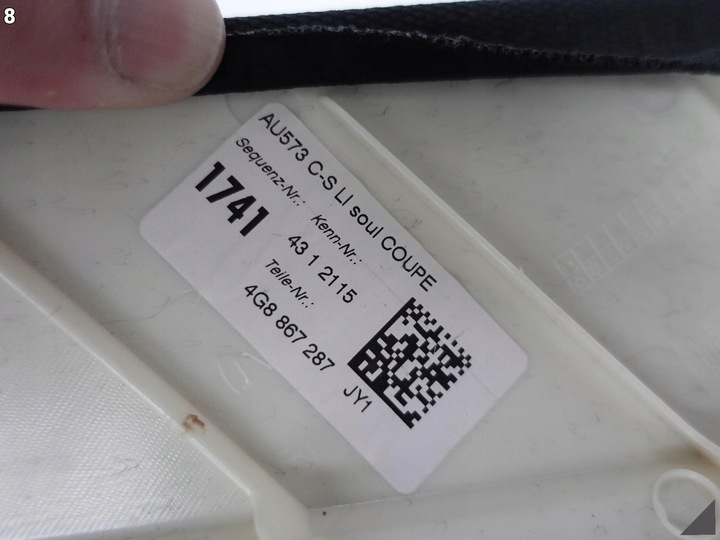 8
AU573 C-S LI soul COUPE
Sequenz-Nr.: Kenn-Nr.:
1741 43 1 2115
Teile-Nr.:
4G8 867 287 JY1